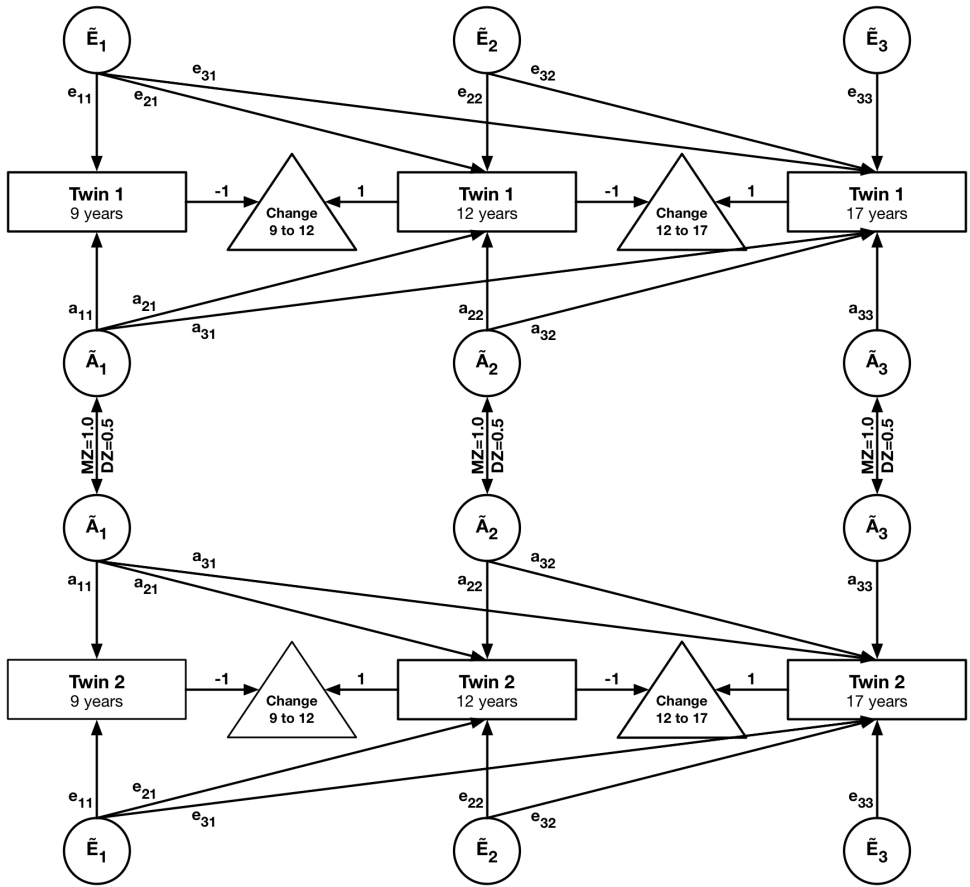 Ẽ₁ Ẽ₂ Ẽ₃
e₃₁ e₃₂
e₁₁ e₂₁ e₂₂ e₃₃
Twin 1 Twin 1 Twin 1
9 years 12 years 17 years
-1 1 -1 1
Change Change
9 to 12 12 to 17
a₁₁ a₂₁ a₂₂ a₃₃
a₃₁ a₃₂
Ã₁ Ã₂ Ã₃
MZ=1.0 MZ=1.0 MZ=1.0
DZ=0.5 DZ=0.5 DZ=0.5
Ã₁ Ã₂ Ã₃
a₃₁ a₃₂
a₁₁ a₂₁ a₂₂ a₃₃
Twin 2 Twin 2 Twin 2
9 years 12 years 17 years
-1 1 -1 1
Change Change
9 to 12 12 to 17
e₁₁ e₂₁ e₂₂ e₃₃
e₃₁ e₃₂
Ẽ₁ Ẽ₂ Ẽ₃